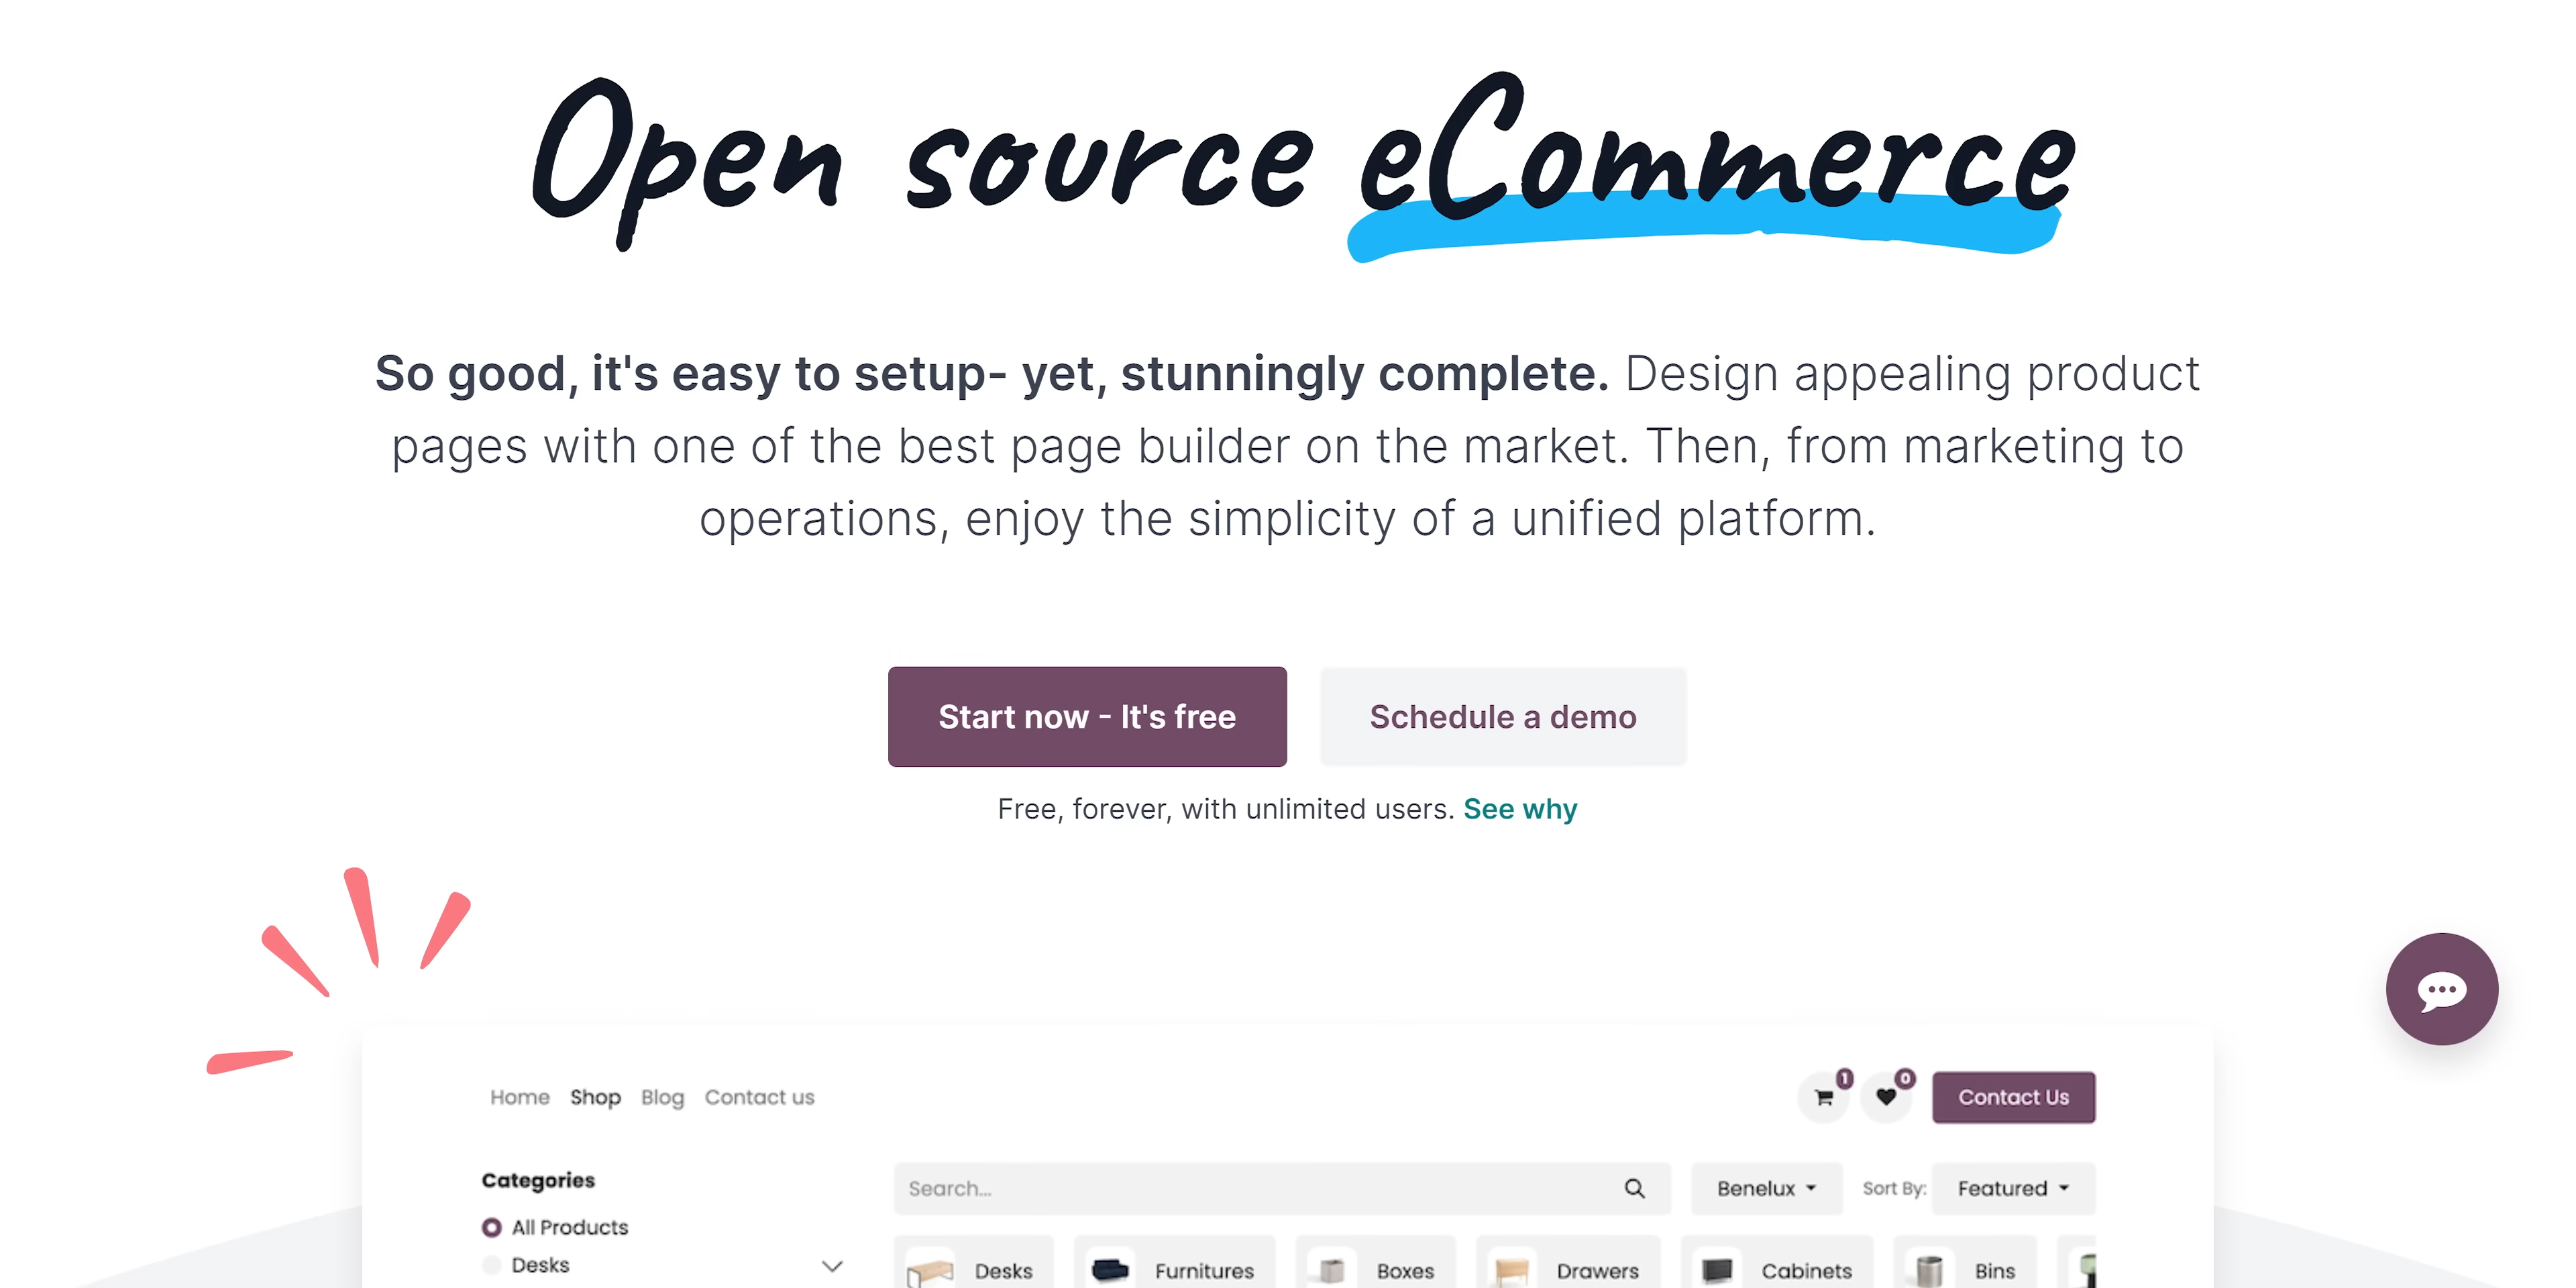 Open source eCommerce
So good, it's easy to setup- yet, stunningly complete. Design appealing product
pages with one of the best page builder on the market. Then, from marketing to
operations, enjoy the simplicity of a unified platform.
Start now - It's free
Schedule a demo
Free, forever, with unlimited users. See why
Home Shop Blog Contact us
1 0 Contact Us
Categories
Search... Benelux Sort By: Featured
All Products
Desks
Desks Furnitures Boxes Drawers Cabinets Bins